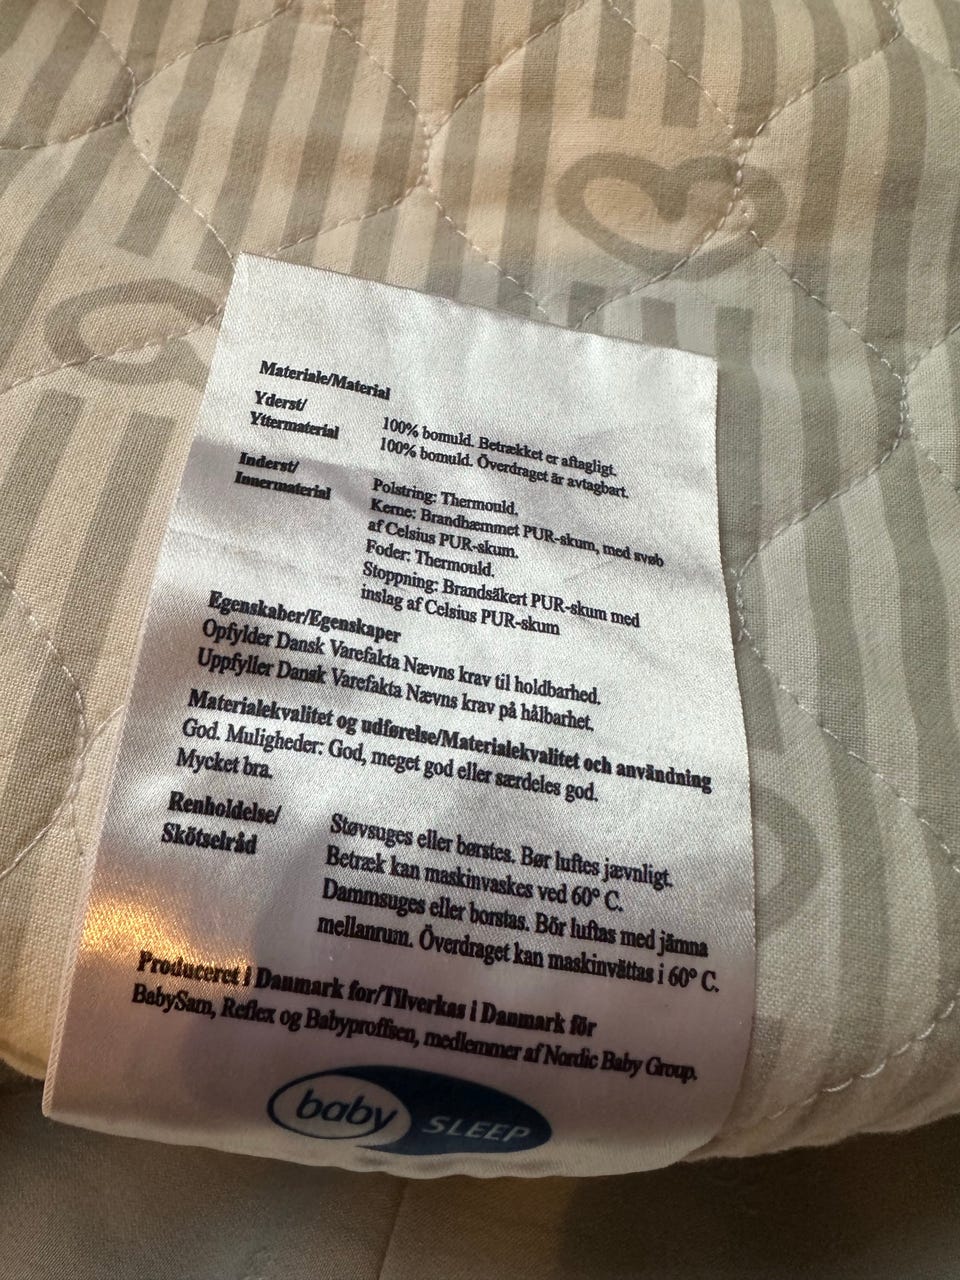 Materiale/Material
Yderst/
Yttermaterial
100% bomuld. Betrækket er aftagligt.
100% bomuld. Överdraget är avtagbart.
Inderst/
Innermaterial
Polstring: Thermould.
Kerne: Brandhæmmet PUR-skum, med svøb
af Celsius PUR-skum.
Foder: Thermould.
Stoppning: Brandsäkert PUR-skum med
inslag af Celsius PUR-skum
Egenskaber/Egenskaper
Opfylder Dansk Varefakta Nævns krav til holdbarhed.
Uppfyller Dansk Varefakta Nævns krav på hålbarhet.
Materialekvalitet og udførelse/Materialekvalitet och användning
God. Muligheder: God, meget god eller særdeles god.
Mycket bra.
Renholdelse/
Skötselråd
Støvsuges eller børstes. Bør luftes jævnligt.
Betræk kan maskinvaskes ved 60° C.
Dammsuges eller borstas. Bör luftas med jämna
mellanrum. Överdraget kan maskinvättas i 60° C.
Produceret i Danmark for/Tilverkas i Danmark för
BabySam, Reflex og Babyproffsen, medlemmer af Nordic Baby Group.
baby SLEEP